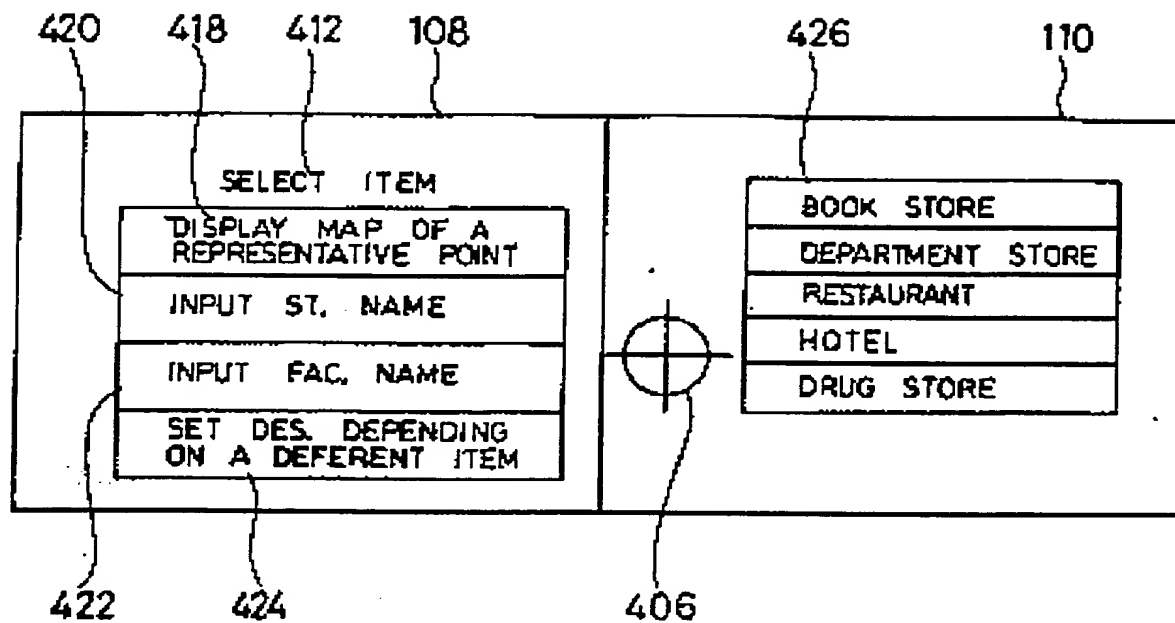 420 418 412 108 426 110
SELECT ITEM
DISPLAY MAP OF A
REPRESENTATIVE POINT
INPUT ST. NAME
INPUT FAC. NAME
SET DES. DEPENDING
ON A DEFERENT ITEM
BOOK STORE
DEPARTMENT STORE
RESTAURANT
HOTEL
DRUG STORE
422 424 406